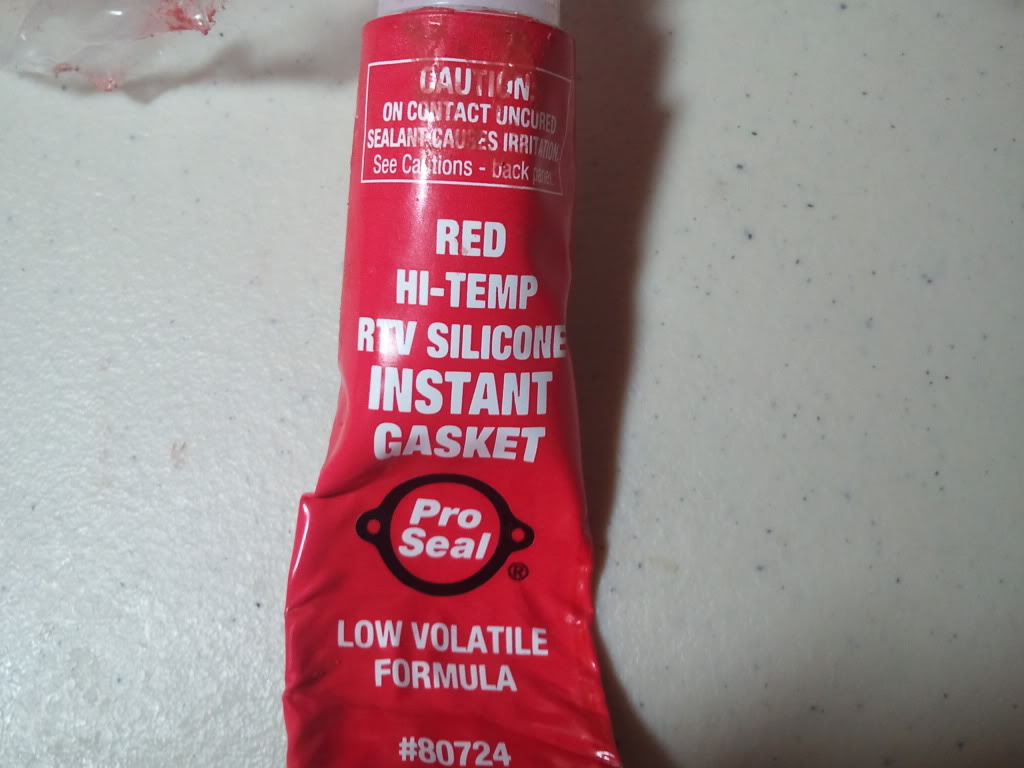 CAUTION:
ON CONTACT UNCURED
SEALANT CAUSES IRRITATION.
See Cautions - back panel.
RED
HI-TEMP
RTV SILICONE
INSTANT
GASKET
Pro
Seal
®
LOW VOLATILE
FORMULA
#80724